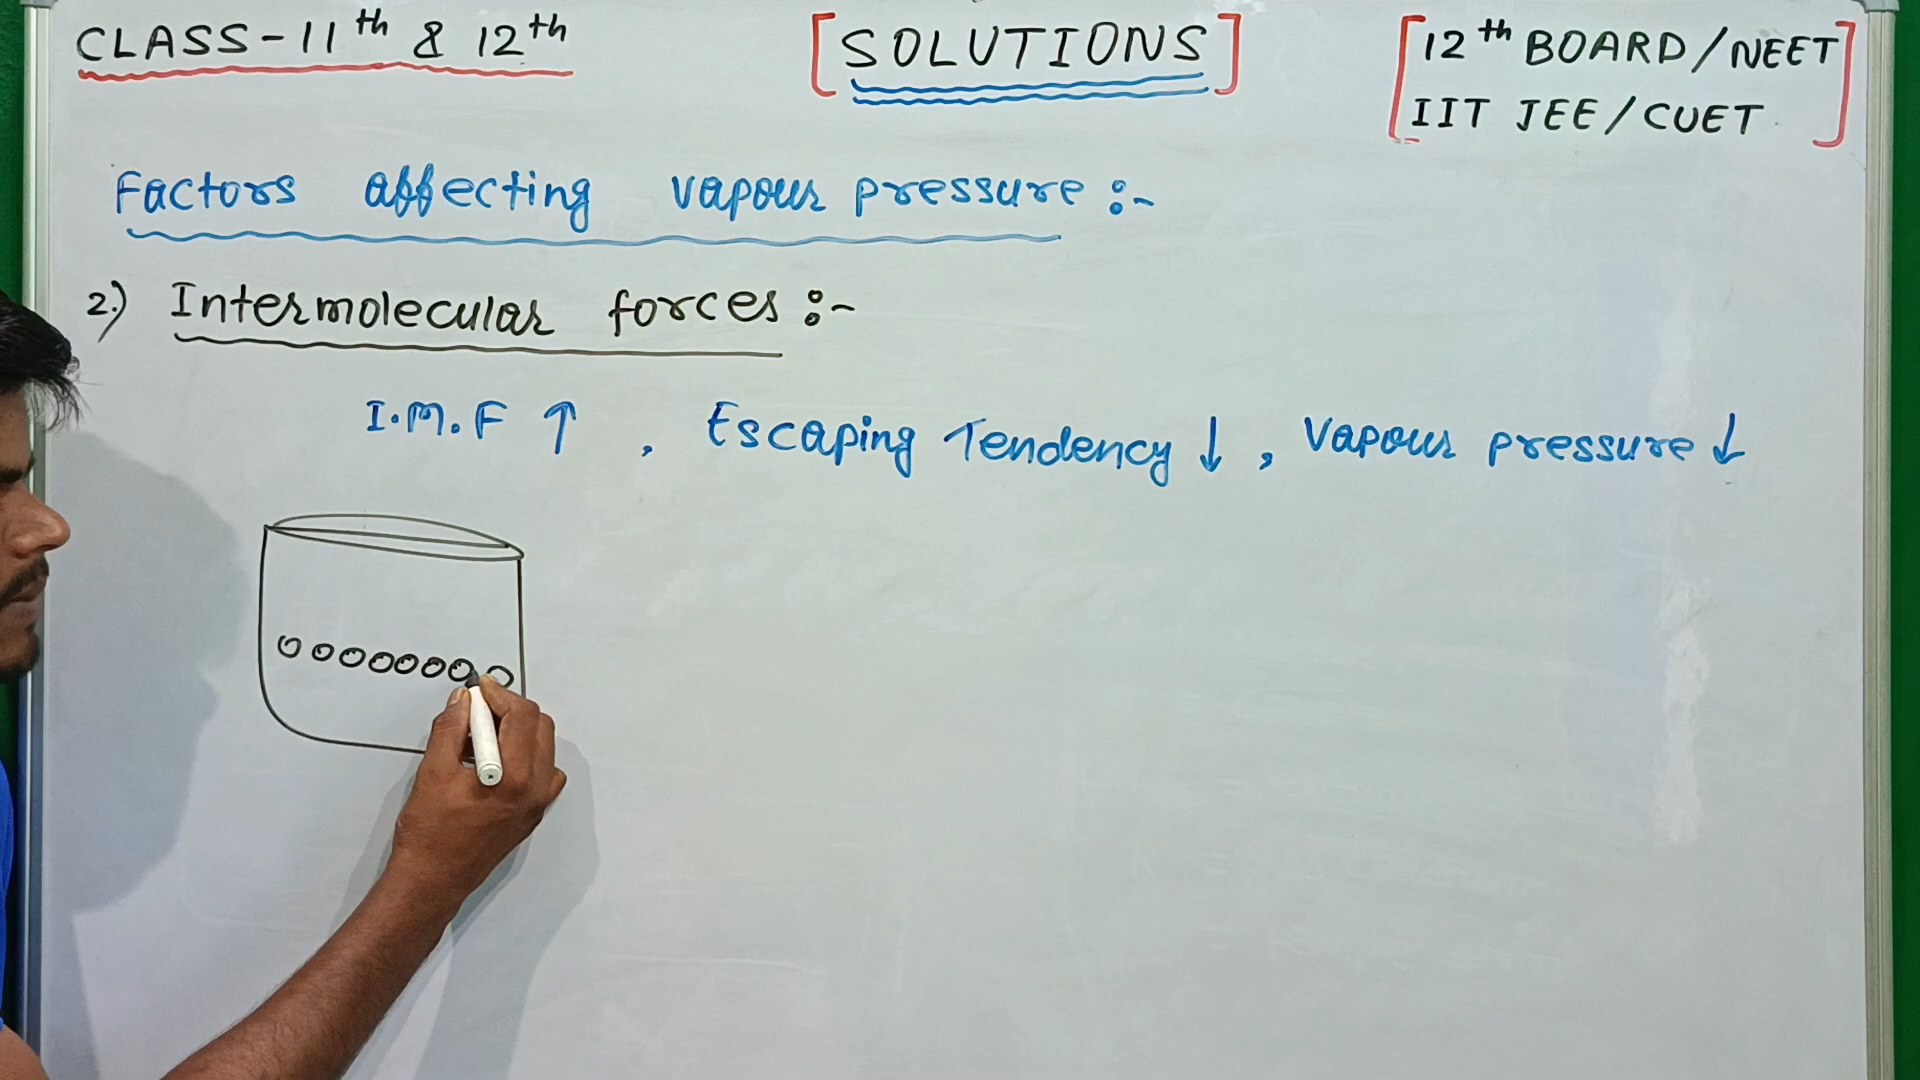 CLASS-11th & 12th
[SOLUTIONS]
[12th BOARD/NEET
IIT JEE/CUET]
Factors affecting vapour pressure :-
2.) Intermolecular forces :-
I.M.F ↑ , Escaping Tendency ↓ , Vapour pressure ↓